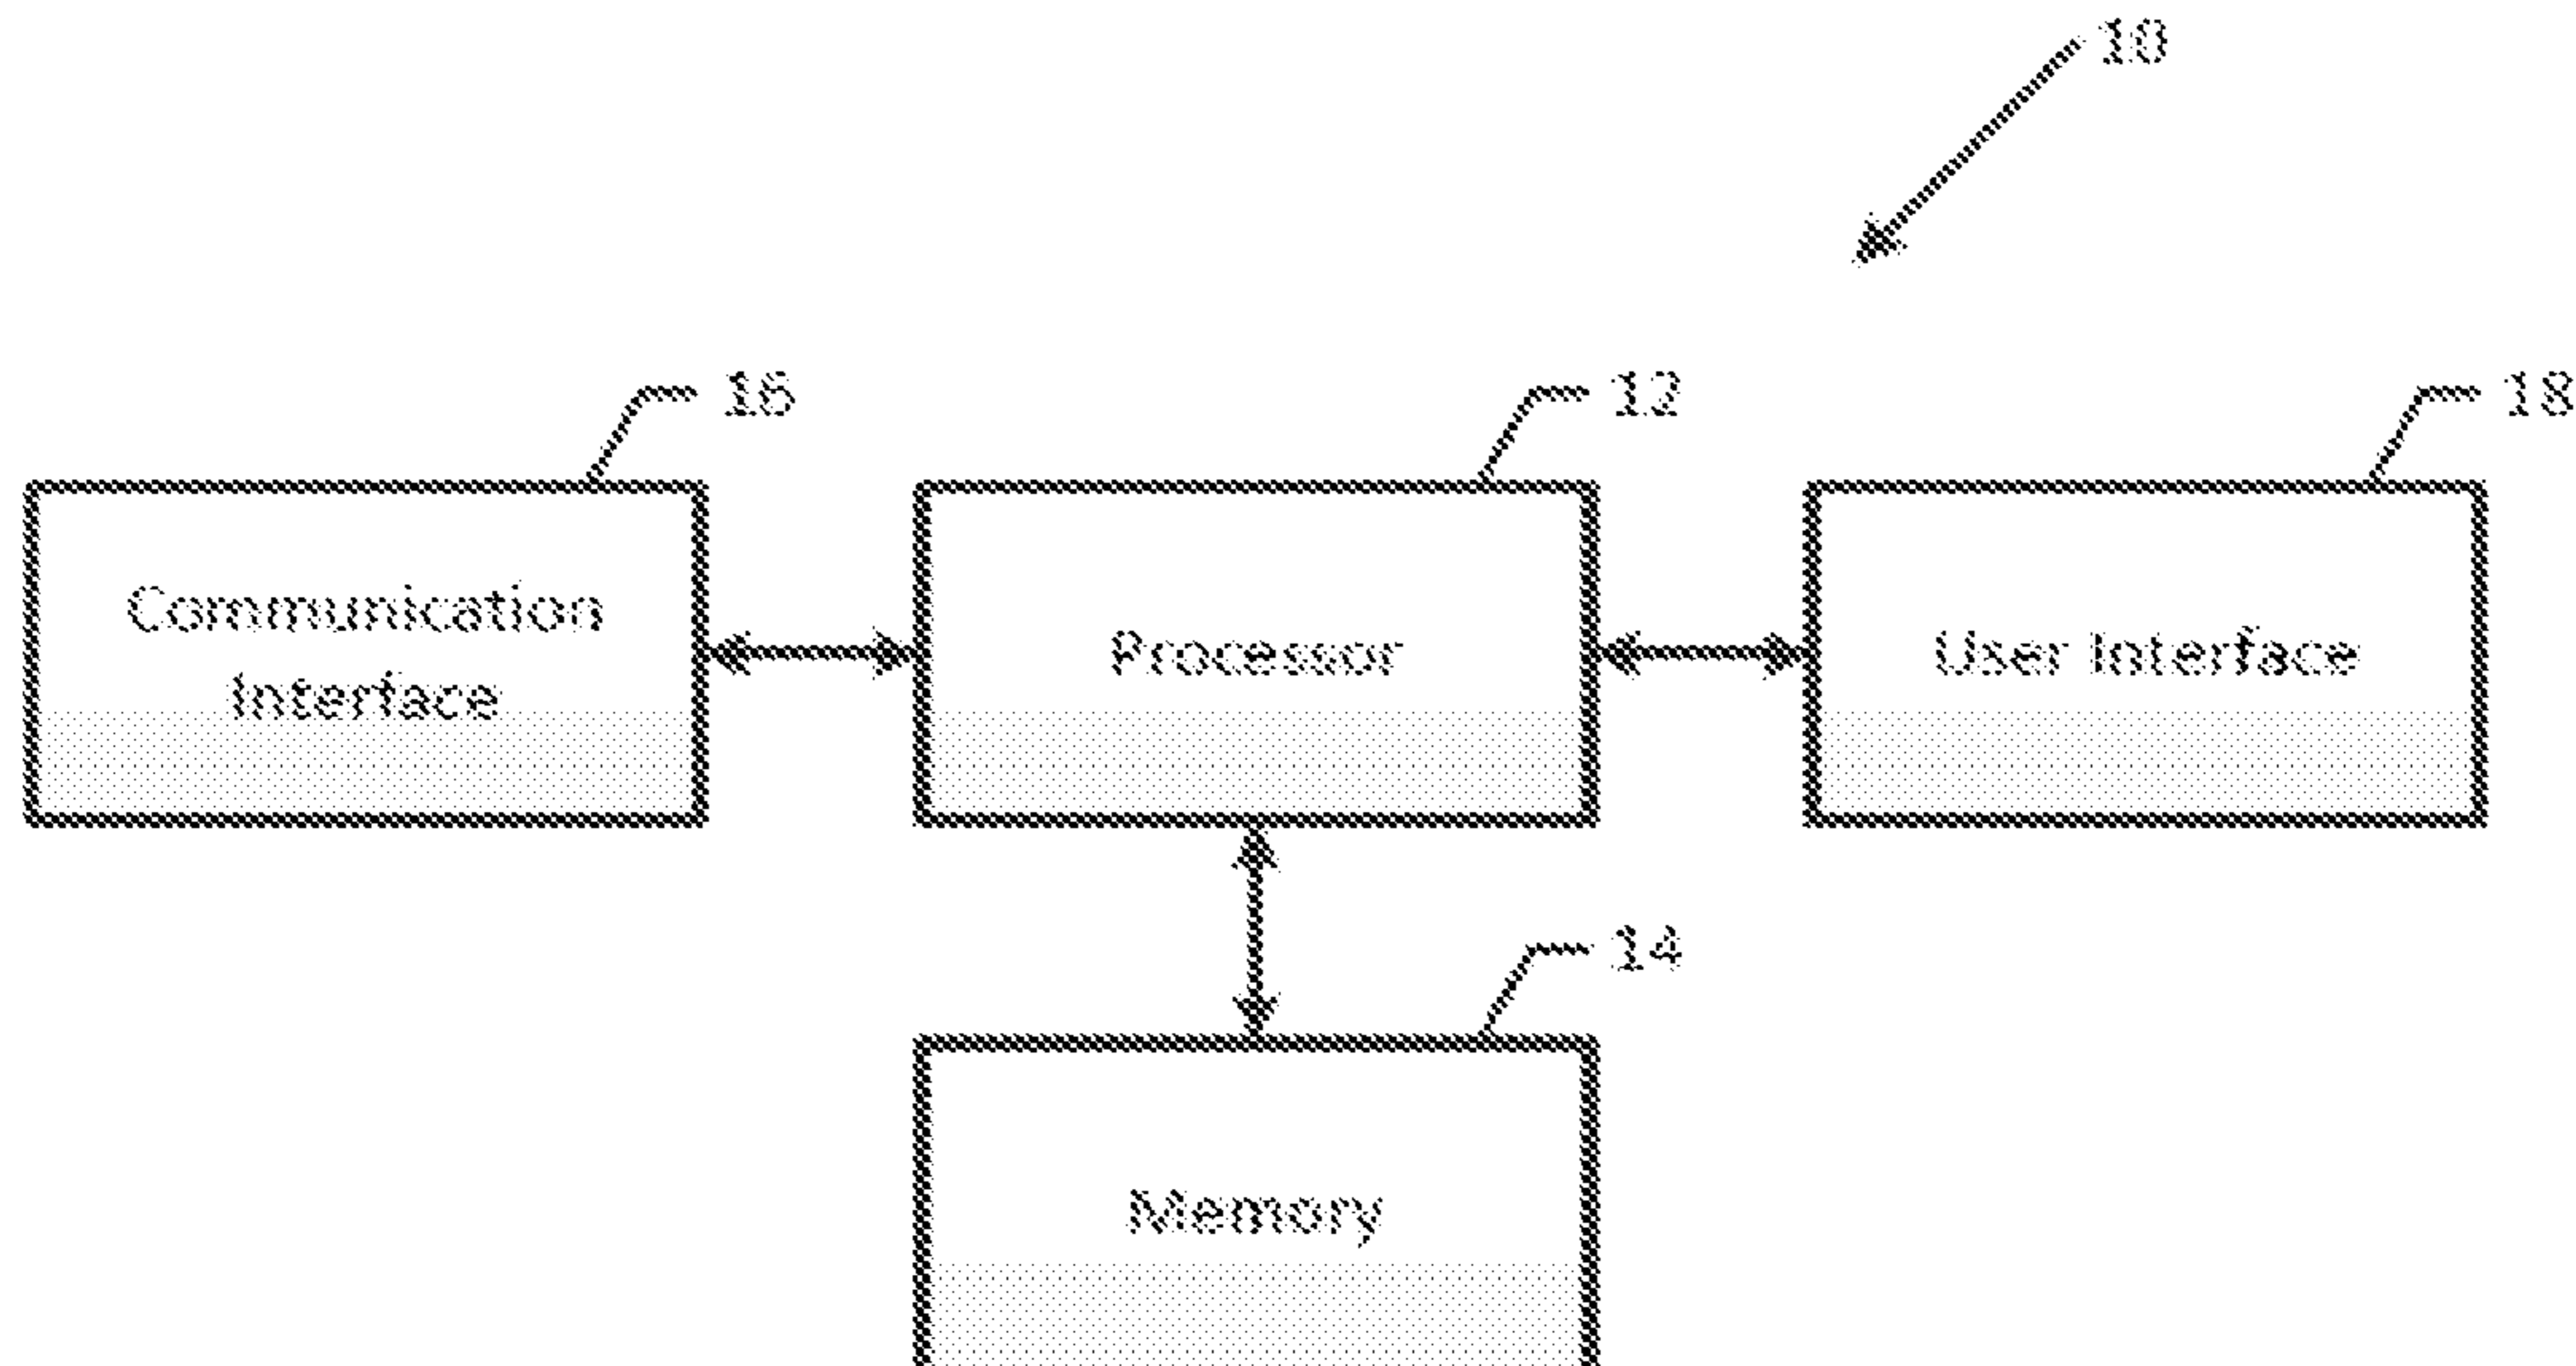 10
16
12
18
Communication
Interface
Processor
User Interface
14
Memory